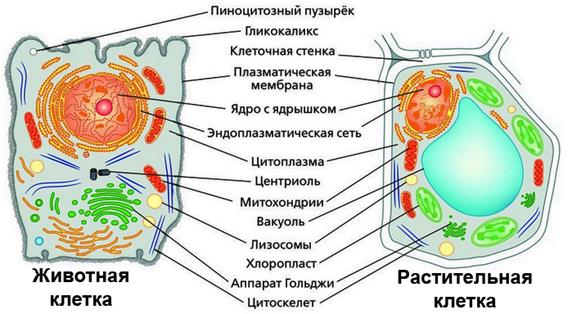 Пиноцитозный пузырёк
Гликокаликс
Клеточная стенка
Плазматическая
мембрана
Ядро с ядрышком
Эндоплазматическая сеть
Цитоплазма
Центриоль
Митохондрии
Вакуоль
Лизосомы
Хлоропласт
Аппарат Гольджи
Цитоскелет
Животная
клетка
Растительная
клетка